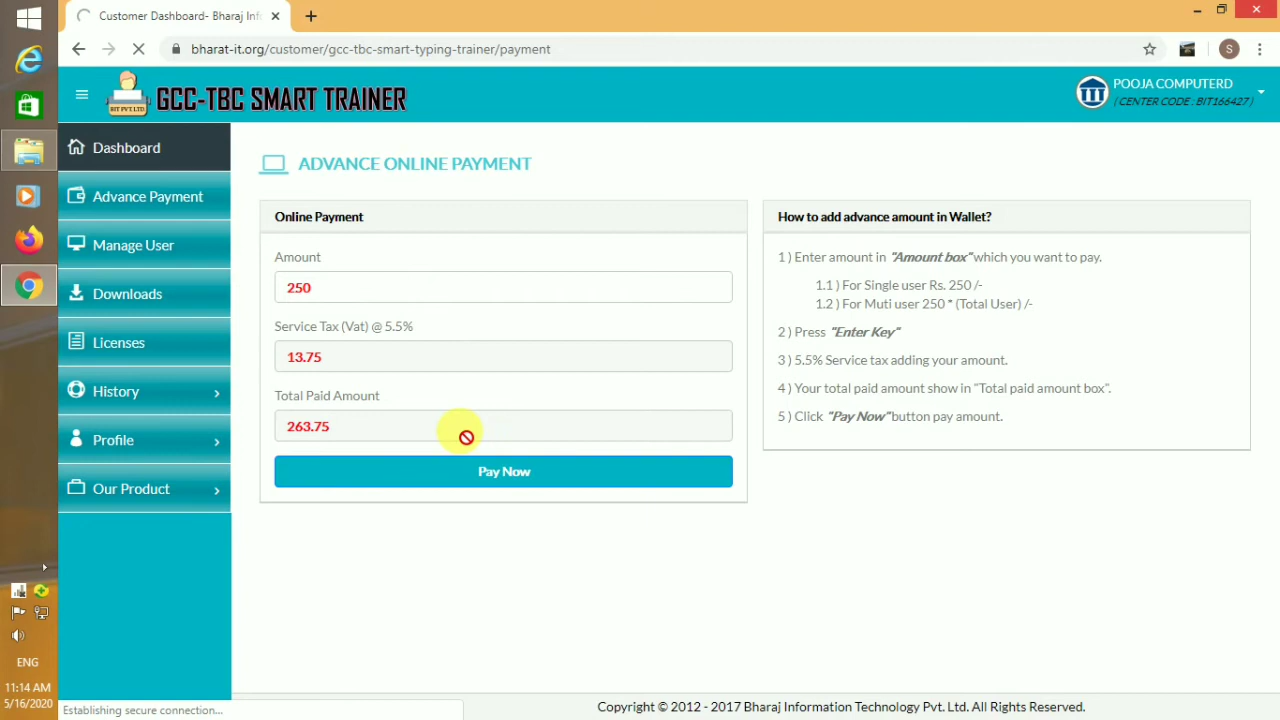 Customer Dashboard- Bharaj Inf
bharat-it.org/customer/gcc-tbc-smart-typing-trainer/payment
S
BIT PVT.LTD
GCC-TBC SMART TRAINER
POOJA COMPUTERD
( CENTER CODE : BIT166427 )
Dashboard
Advance Payment
Manage User
Downloads
Licenses
History
Profile
Our Product
ADVANCE ONLINE PAYMENT
Online Payment
Amount
250
Service Tax (Vat) @ 5.5%
13.75
Total Paid Amount
263.75
Pay Now
How to add advance amount in Wallet?
1 ) Enter amount in "Amount box" which you want to pay.
1.1 ) For Single user Rs. 250 /-
1.2 ) For Muti user 250 * (Total User) /-
2 ) Press "Enter Key"
3 ) 5.5% Service tax adding your amount.
4 ) Your total paid amount show in "Total paid amount box".
5 ) Click "Pay Now" button pay amount.
ENG
11:14 AM
5/16/2020
Establishing secure connection...
Copyright © 2012 - 2017 Bharaj Information Technology Pvt. Ltd. All Rights Reserved.